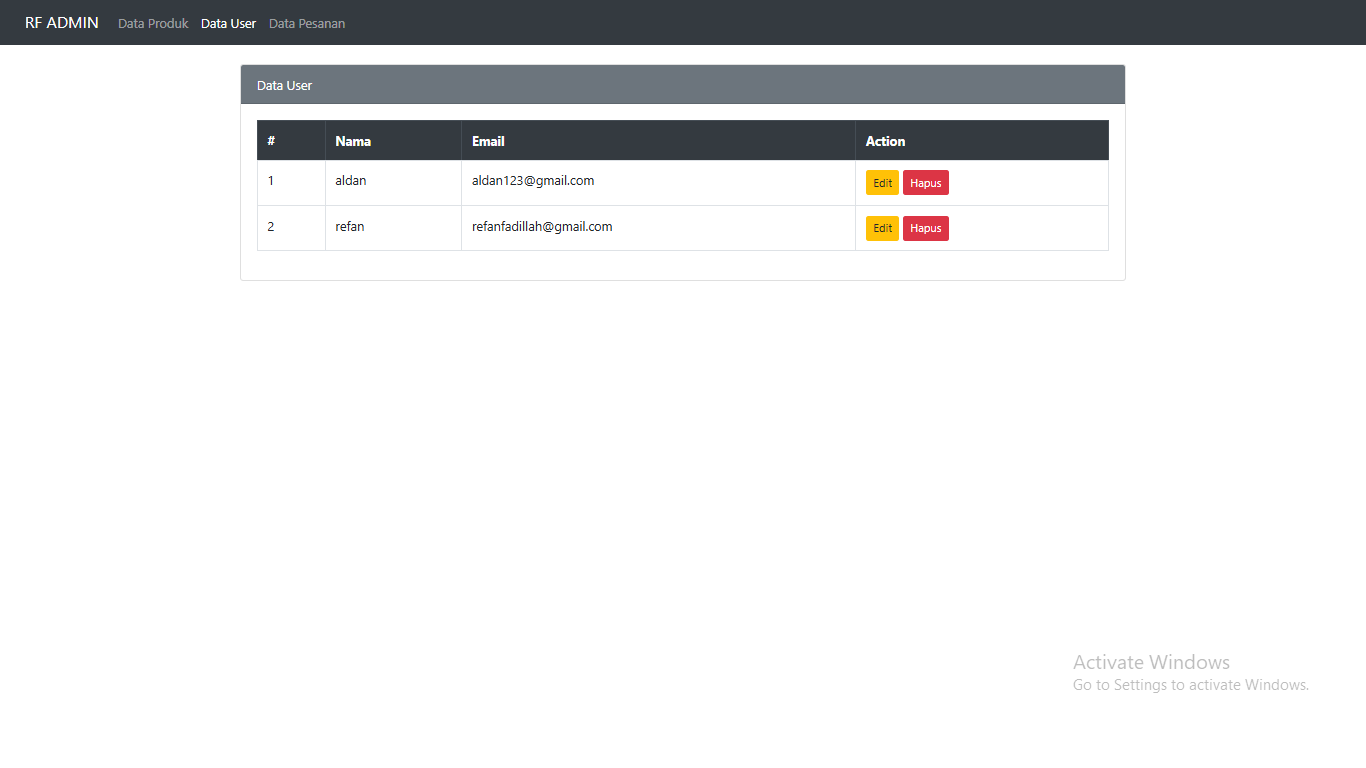 RF ADMIN Data Produk Data User Data Pesanan
Data User
# Nama Email Action
1 aldan aldan123@gmail.com Edit Hapus
2 refan refanfadillah@gmail.com Edit Hapus
Activate Windows
Go to Settings to activate Windows.